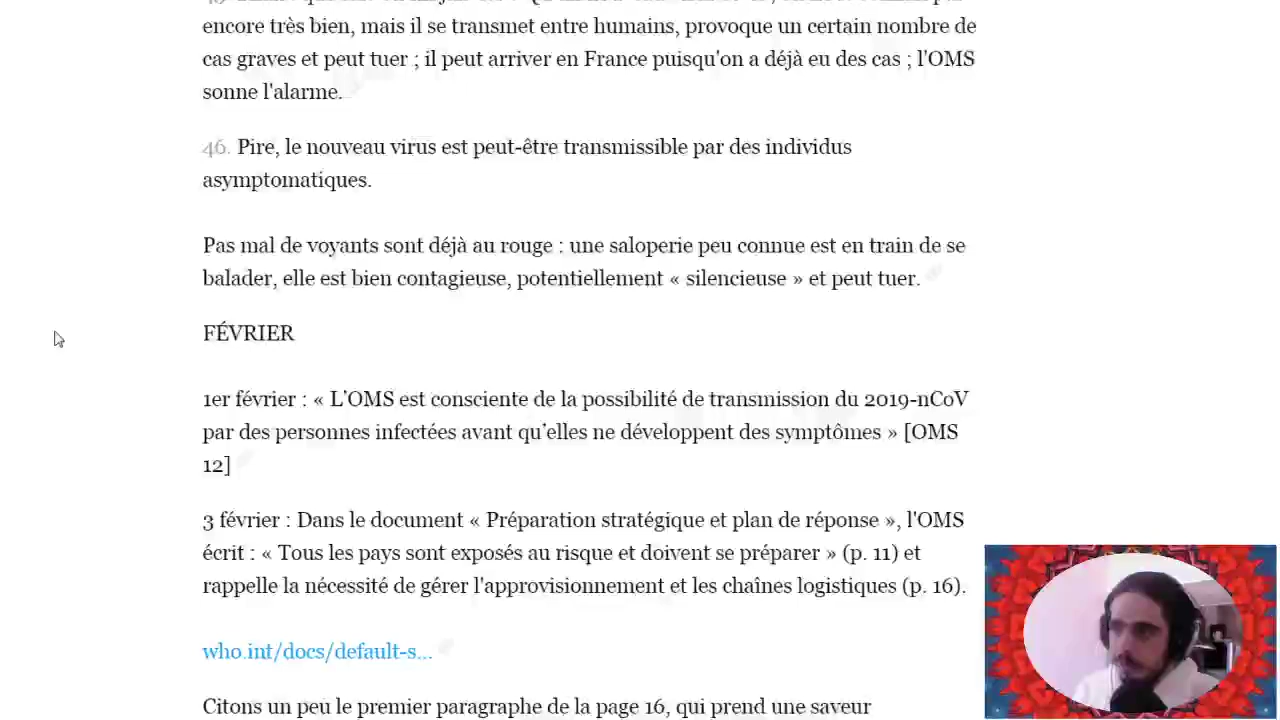 encore très bien, mais il se transmet entre humains, provoque un certain nombre de
cas graves et peut tuer ; il peut arriver en France puisqu'on a déjà eu des cas ; l'OMS
sonne l'alarme.
46. Pire, le nouveau virus est peut-être transmissible par des individus
asymptomatiques.
Pas mal de voyants sont déjà au rouge : une saloperie peu connue est en train de se
balader, elle est bien contagieuse, potentiellement « silencieuse » et peut tuer.
FÉVRIER
1er février : « L’OMS est consciente de la possibilité de transmission du 2019-nCoV
par des personnes infectées avant qu’elles ne développent des symptômes » [OMS
12]
3 février : Dans le document « Préparation stratégique et plan de réponse », l'OMS
écrit : « Tous les pays sont exposés au risque et doivent se préparer » (p. 11) et
rappelle la nécessité de gérer l'approvisionnement et les chaînes logistiques (p. 16).
who.int/docs/default-s...
Citons un peu le premier paragraphe de la page 16, qui prend une saveur